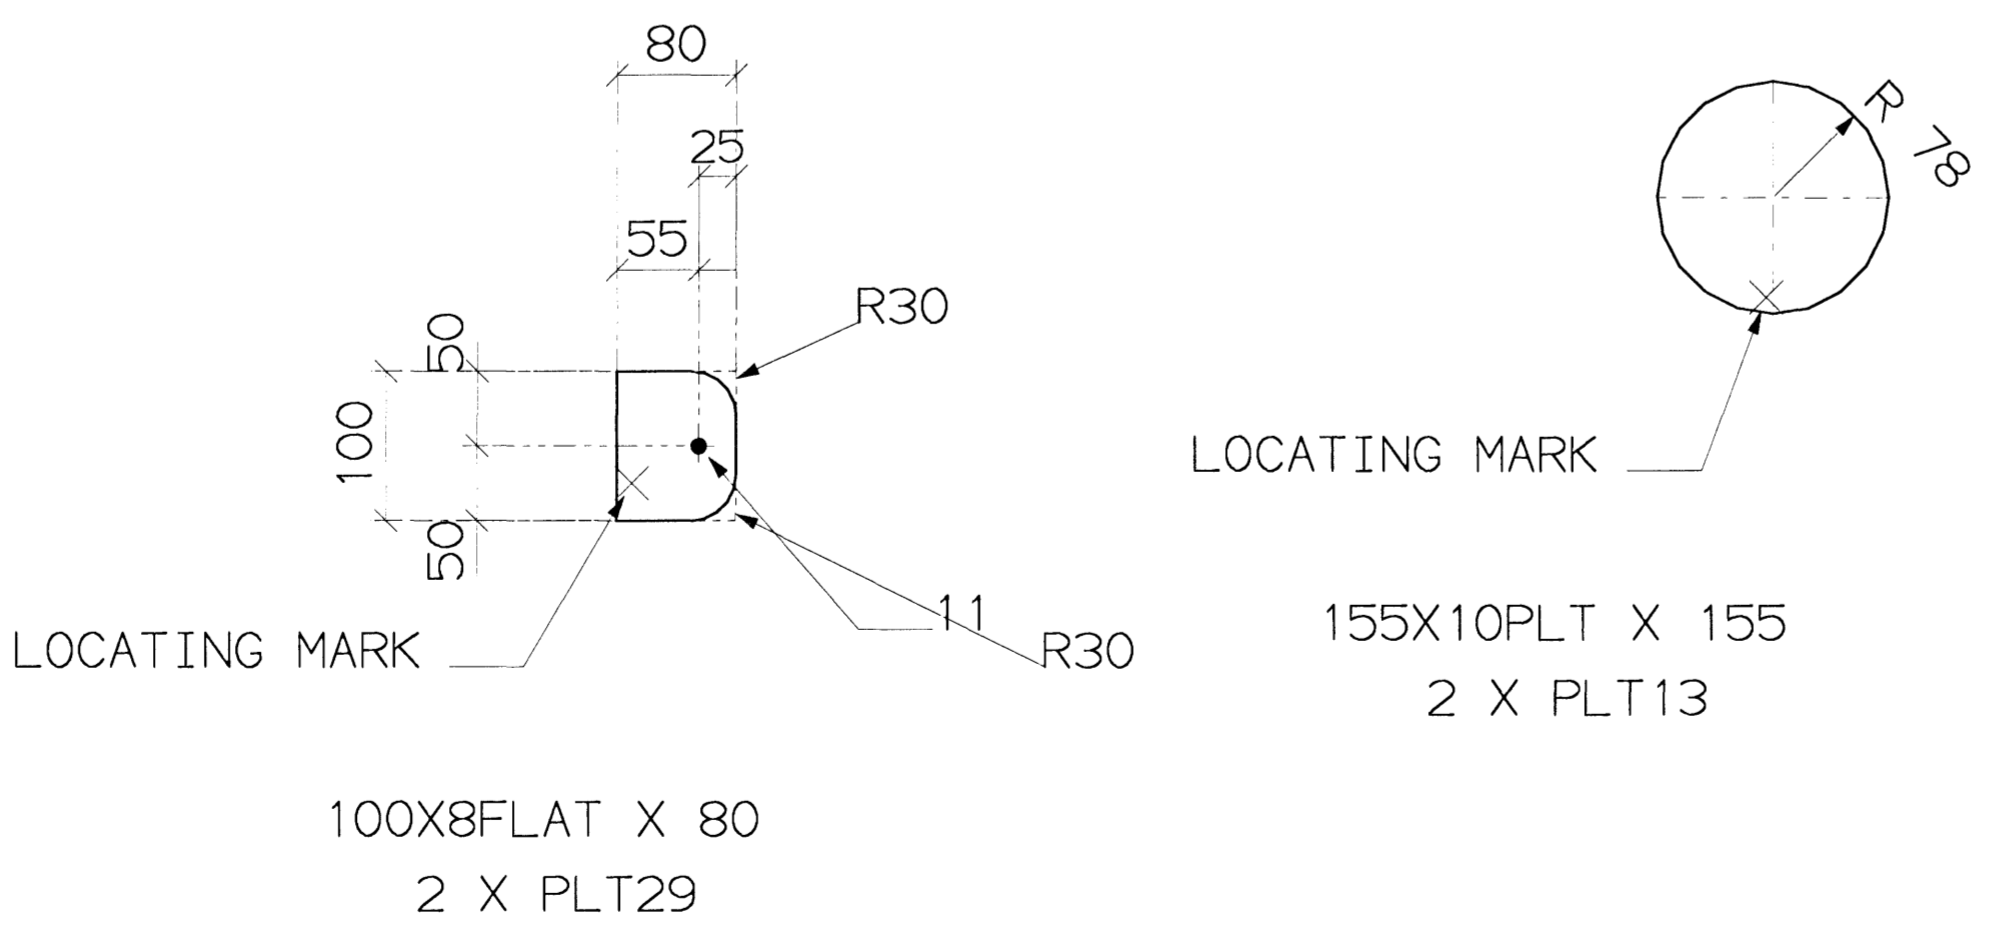 80
25
55
R30
50
100
50
11
R30
LOCATING MARK
100X8FLAT X 80
2 X PLT29
R 78
LOCATING MARK
155X10PLT X 155
2 X PLT13